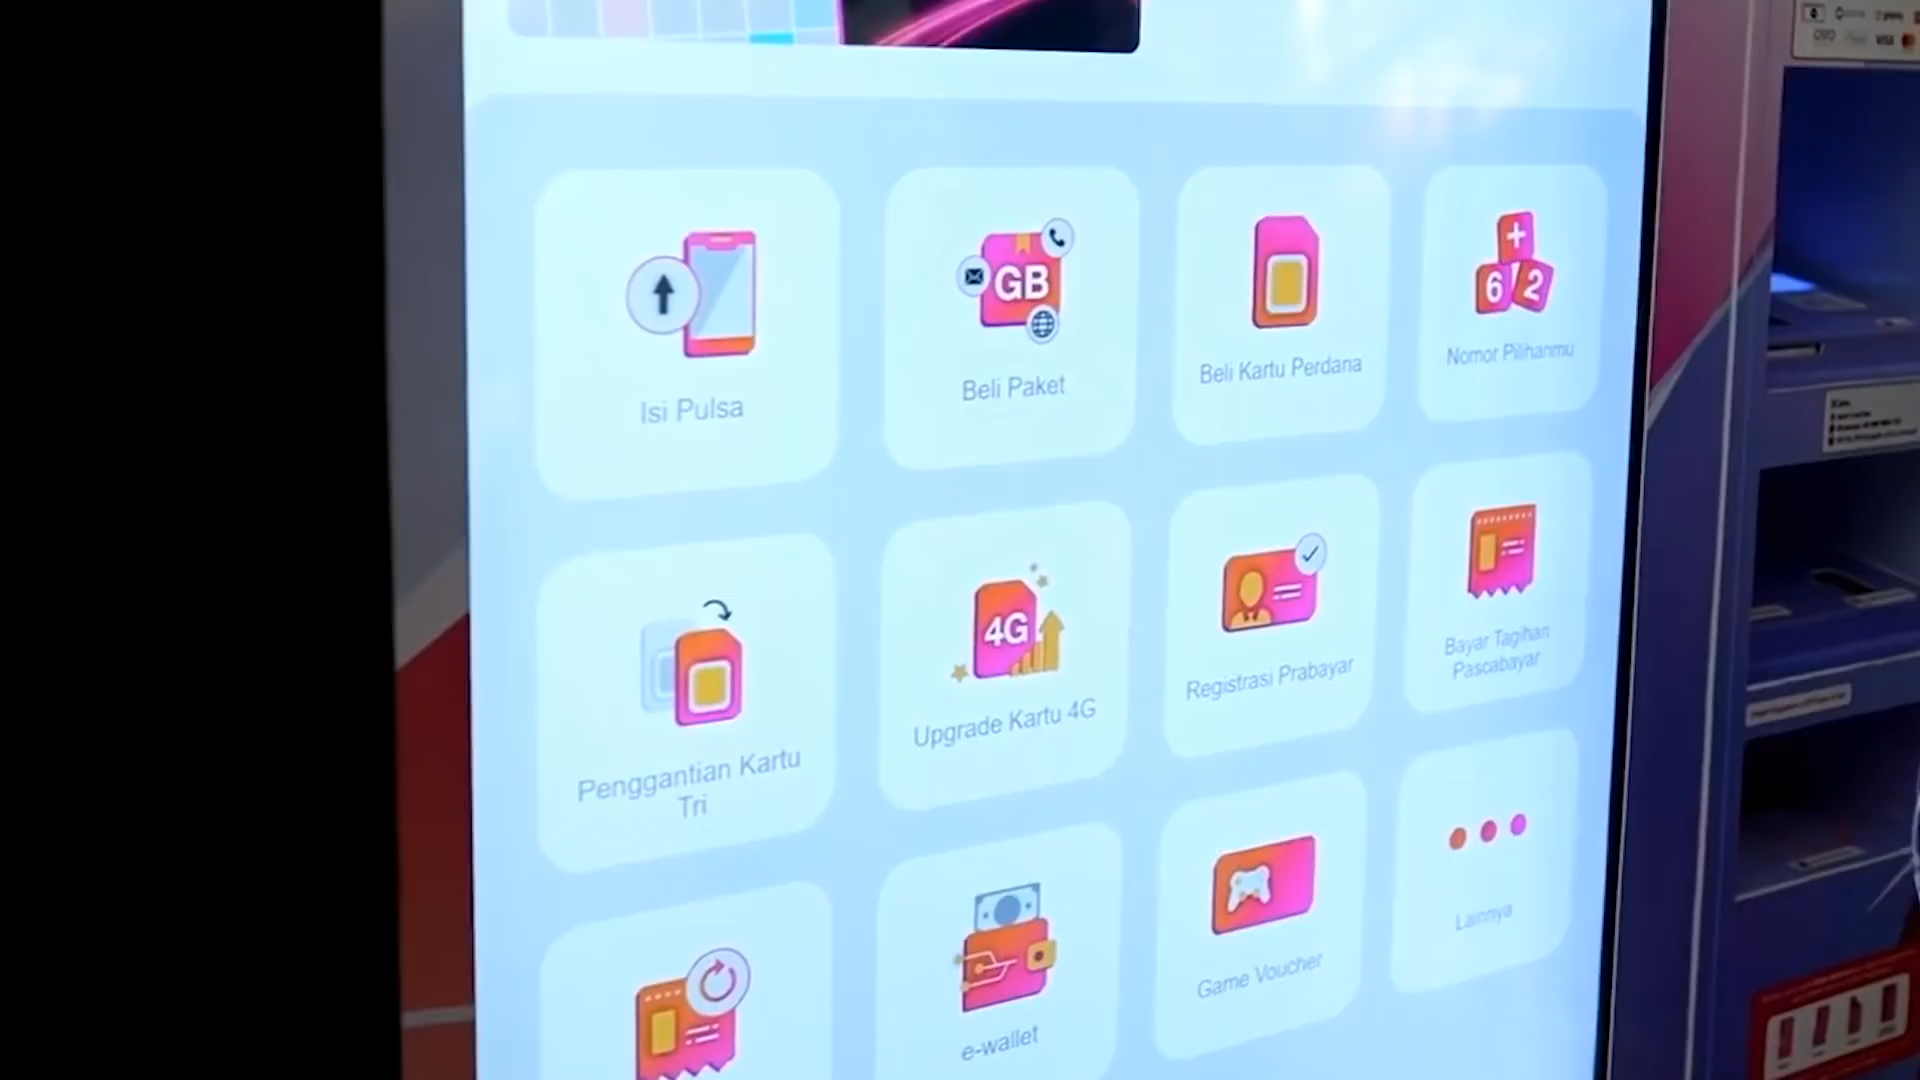 VISA
Isi Pulsa
GB
Beli Paket
Beli Kartu Perdana
+
6 2
Nomor Pilihanmu
Penggantian Kartu
Tri
4G
Upgrade Kartu 4G
Registrasi Prabayar
Bayar Tagihan
Pascabayar
e-wallet
Game Voucher
Lainnya